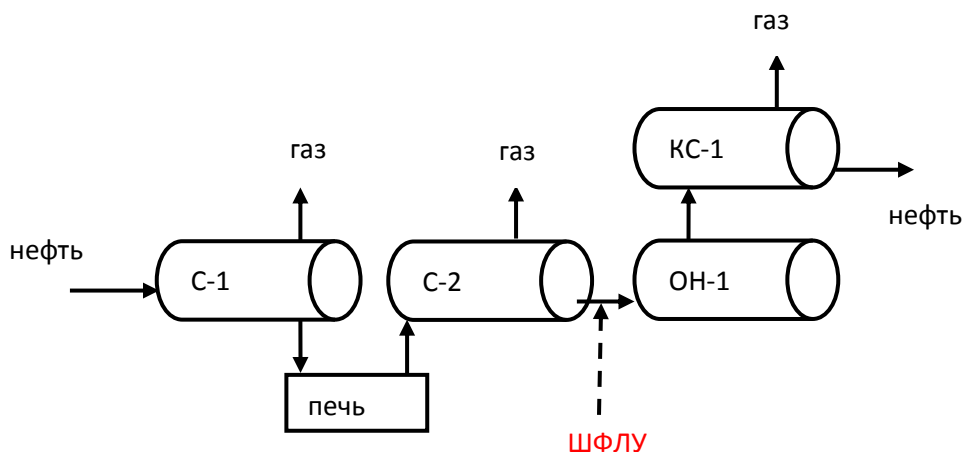 газ
КС-1
газ
газ
нефть
нефть
С-1
С-2
ОН-1
печь
ШФЛУ